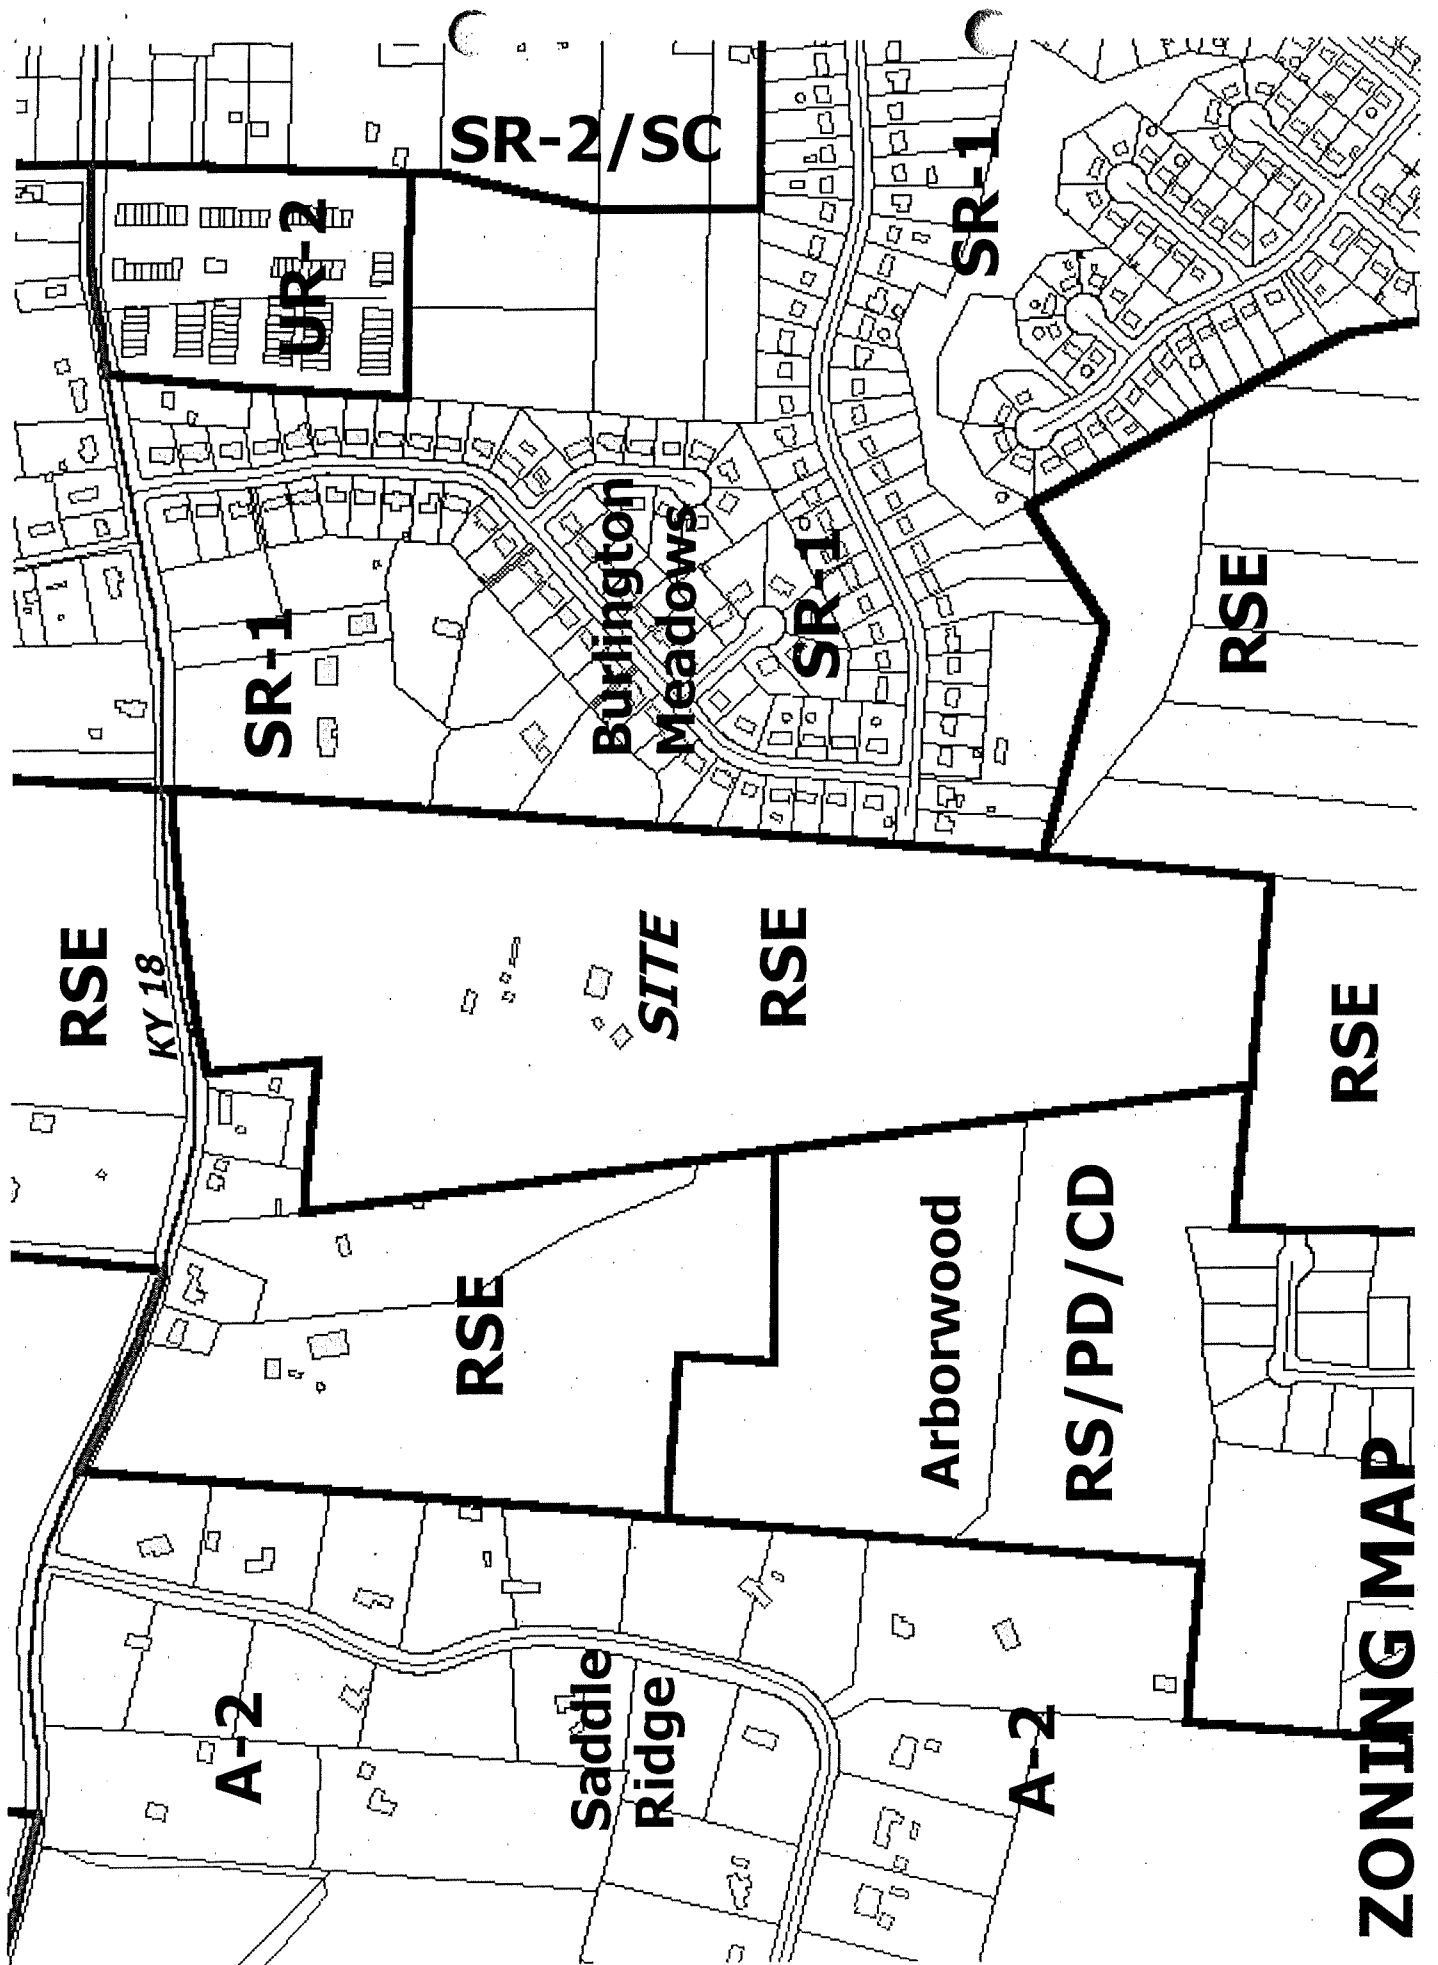 SR-2/SC
UR-2
SR-1
Burlington
Meadows
SR-1
SR-1
RSE
RSE
KY 18
SITE
RSE
RSE
RSE
Arborwood
RS/PD/CD
A-2
Saddle
Ridge
A-2
ZONING MAP